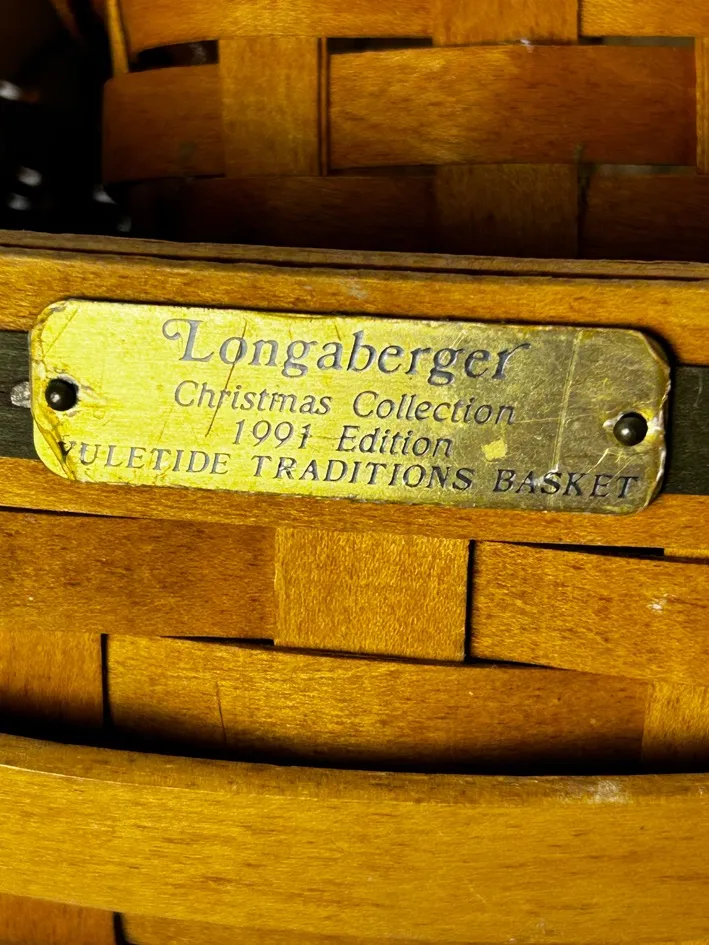 Longaberger
Christmas Collection
1991 Edition
YULETIDE TRADITIONS BASKET